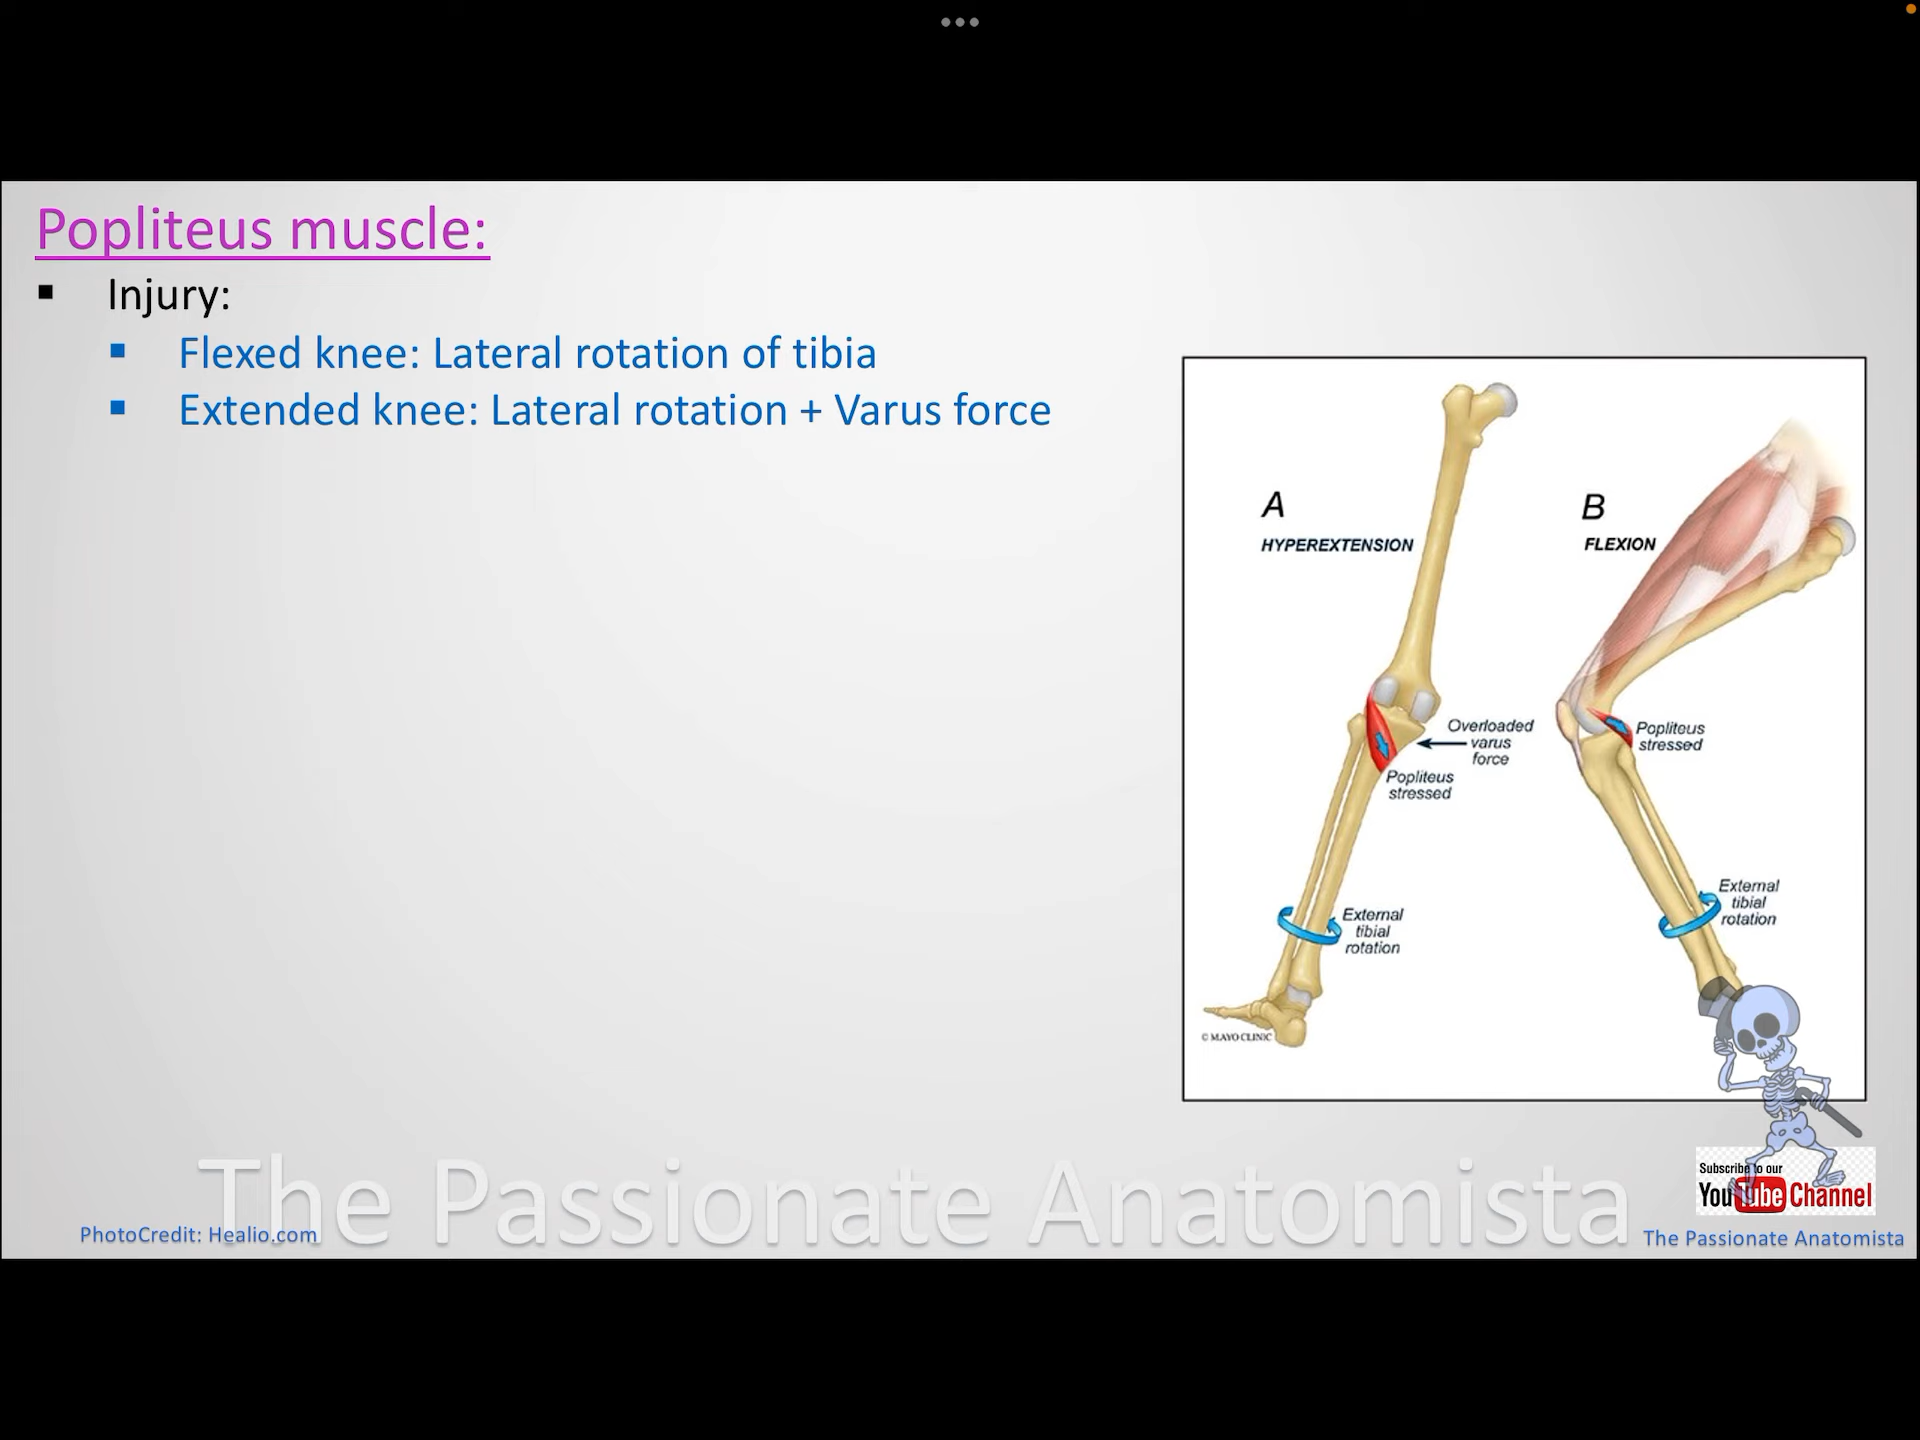 Popliteus muscle:
▪ Injury:
▪ Flexed knee: Lateral rotation of tibia
▪ Extended knee: Lateral rotation + Varus force
A
HYPEREXTENSION
B
FLEXION
Overloaded
varus
force
Popliteus
stressed
Popliteus
stressed
External
tibial
rotation
External
tibial
rotation
© MAYO CLINIC
The Passionate Anatomista
PhotoCredit: Healio.com
Subscribe to our
YouTube Channel
The Passionate Anatomista